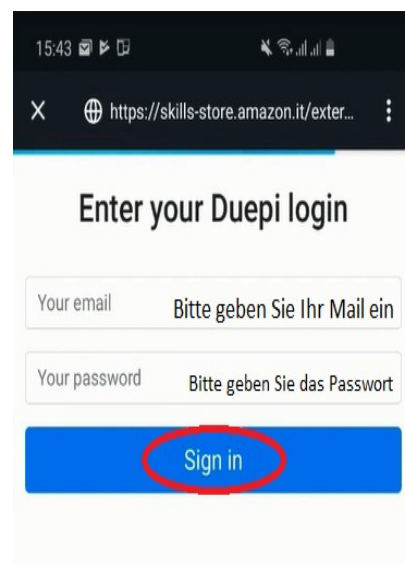 15:43
https://skills-store.amazon.it/exter...
Enter your Duepi login
Your email Bitte geben Sie Ihr Mail ein
Your password Bitte geben Sie das Passwort
Sign in